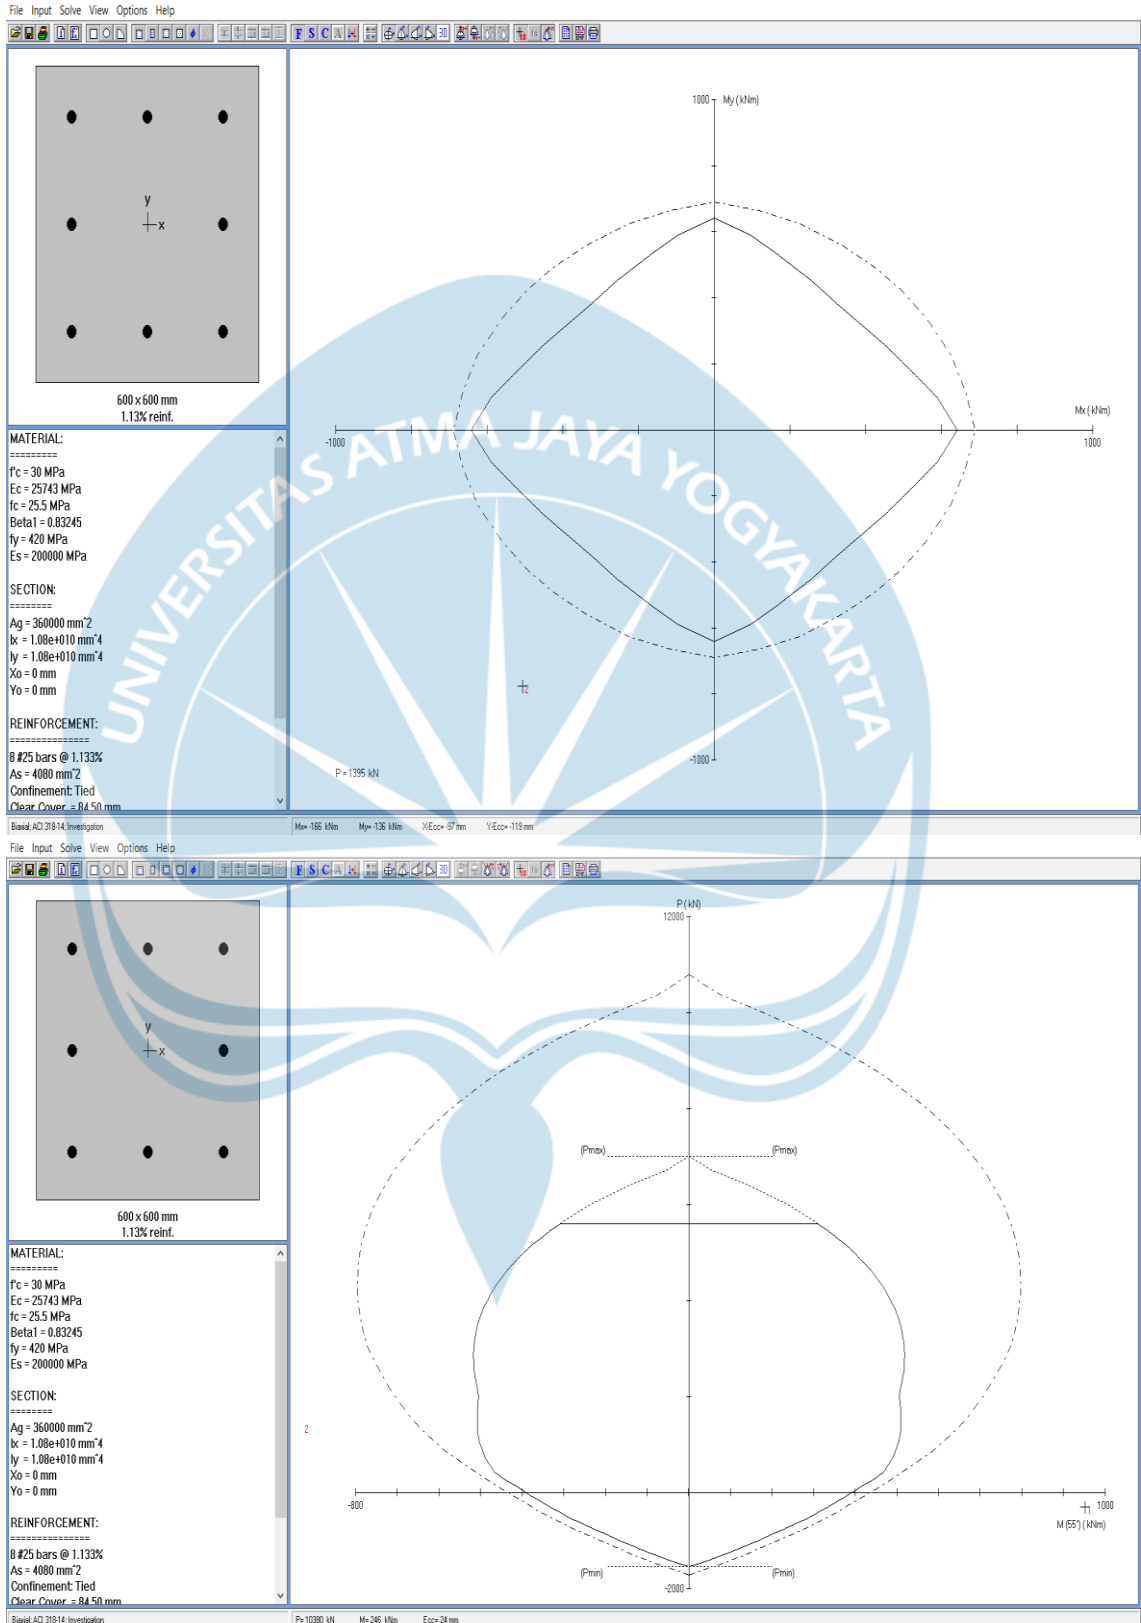 File Input Solve View Options Help
F S C A 3D
1000 My (kNm)
y
x
600 x 600 mm
1.13% reinf.
Mx (kNm)
-1000 1000
MATERIAL:
=========
f'c = 30 MPa
Ec = 25743 MPa
fc = 25.5 MPa
Beta1 = 0.83245
fy = 420 MPa
Es = 200000 MPa
SECTION:
========
Ag = 360000 mm^2
Ix = 1.08e+010 mm^4
Iy = 1.08e+010 mm^4
Xo = 0 mm
Yo = 0 mm
REINFORCEMENT:
===============
8 #25 bars @ 1.133%
As = 4080 mm^2
Confinement: Tied
Clear Cover = 84.50 mm
UNIVERSITAS ATMA JAYA YOGYAKARTA
2
-1000
P = 1395 kN
Biaxial; ACI 318-14; Investigation Mx= -166 kNm My= -136 kNm X-Ecc= -97 mm Y-Ecc= -119 mm
File Input Solve View Options Help
F S C A 3D
P (kN)
12000
y
x
600 x 600 mm
1.13% reinf.
(Pmax) (Pmax)
MATERIAL:
=========
f'c = 30 MPa
Ec = 25743 MPa
fc = 25.5 MPa
Beta1 = 0.83245
fy = 420 MPa
Es = 200000 MPa
SECTION:
========
Ag = 360000 mm^2
Ix = 1.08e+010 mm^4
Iy = 1.08e+010 mm^4
Xo = 0 mm
Yo = 0 mm
REINFORCEMENT:
===============
8 #25 bars @ 1.133%
As = 4080 mm^2
Confinement: Tied
Clear Cover = 84.50 mm
2
-800 1000
M (55°) (kNm)
(Pmin) (Pmin)
-2000
Biaxial; ACI 318-14; Investigation P= 10380 kN M= 246 kNm Ecc= 24 mm